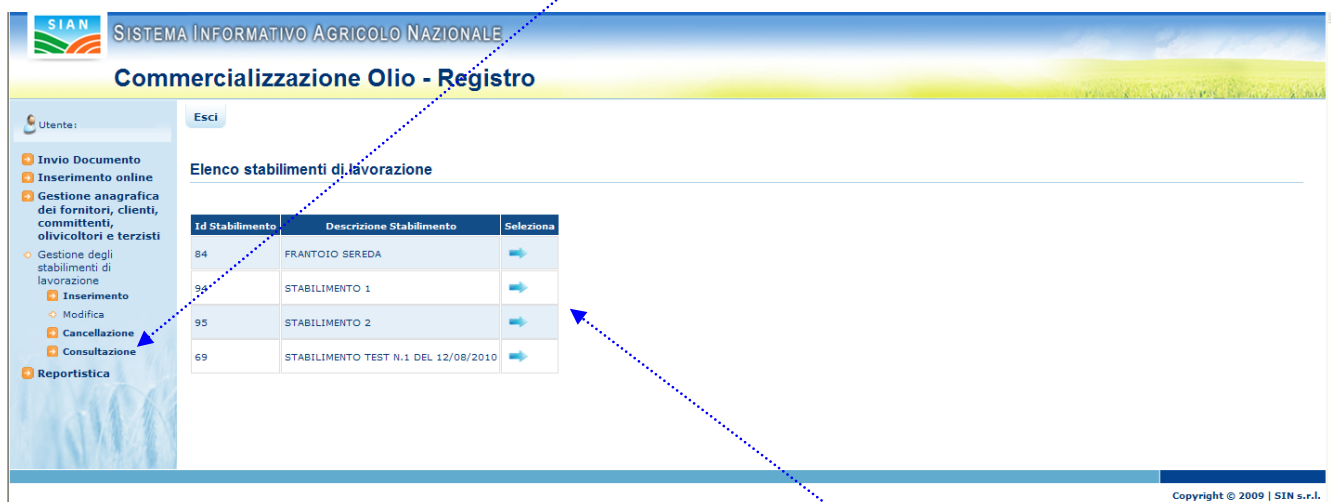 SIAN
SISTEMA INFORMATIVO AGRICOLO NAZIONALE
Commercializzazione Olio - Registro
Utente:
Esci
Invio Documento
Inserimento online
Gestione anagrafica
dei fornitori, clienti,
committenti,
olivicoltori e terzisti
Gestione degli
stabilimenti di
lavorazione
Inserimento
Modifica
Cancellazione
Consultazione
Reportistica
Elenco stabilimenti di lavorazione
Id Stabilimento Descrizione Stabilimento Seleziona
84 FRANTOIO SEREDA
94 STABILIMENTO 1
95 STABILIMENTO 2
69 STABILIMENTO TEST N.1 DEL 12/08/2010
Copyright © 2009 | SIN s.r.l.